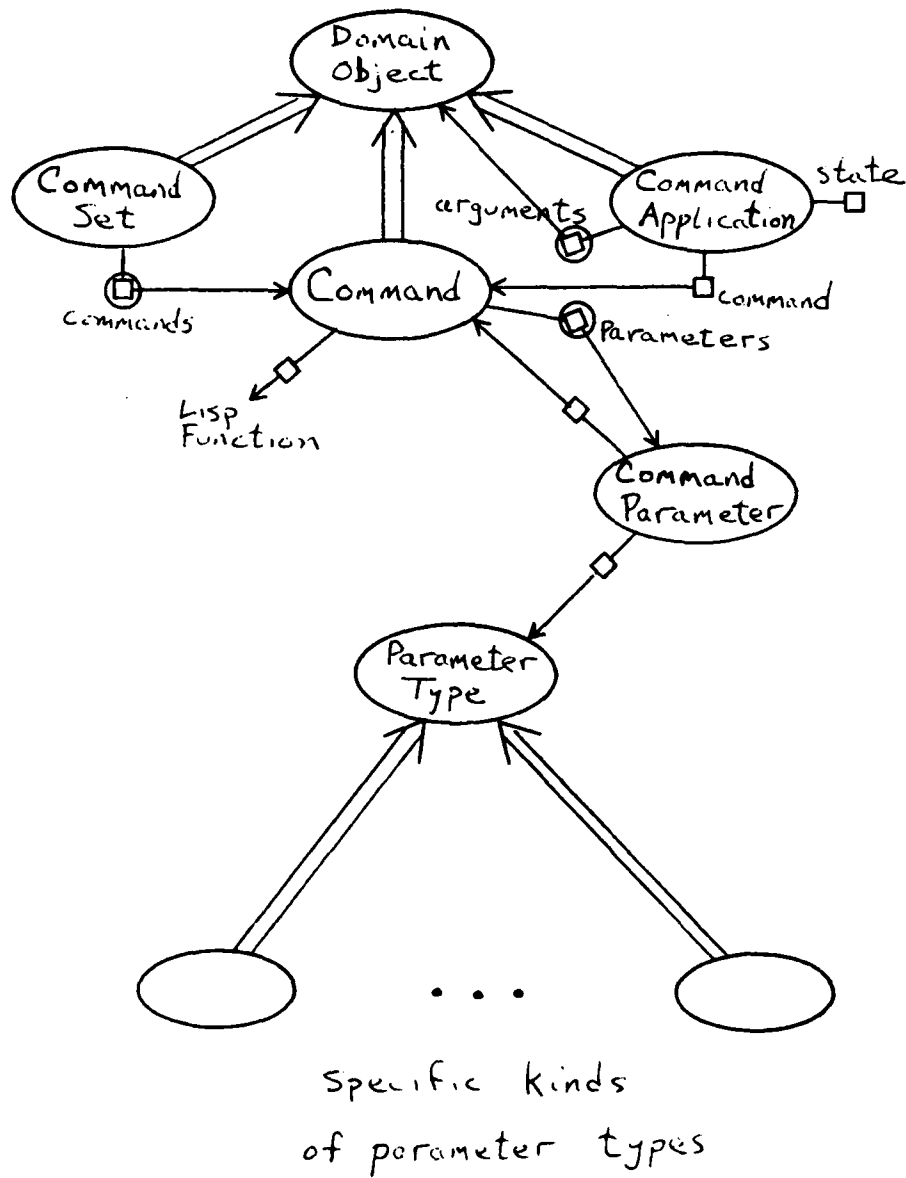 Domain
Object
Command
Set
Command
Application
state
arguments
Command
command
commands
Parameters
Lisp
Function
Command
Parameter
Parameter
Type
. . .
Specific kinds
of parameter types